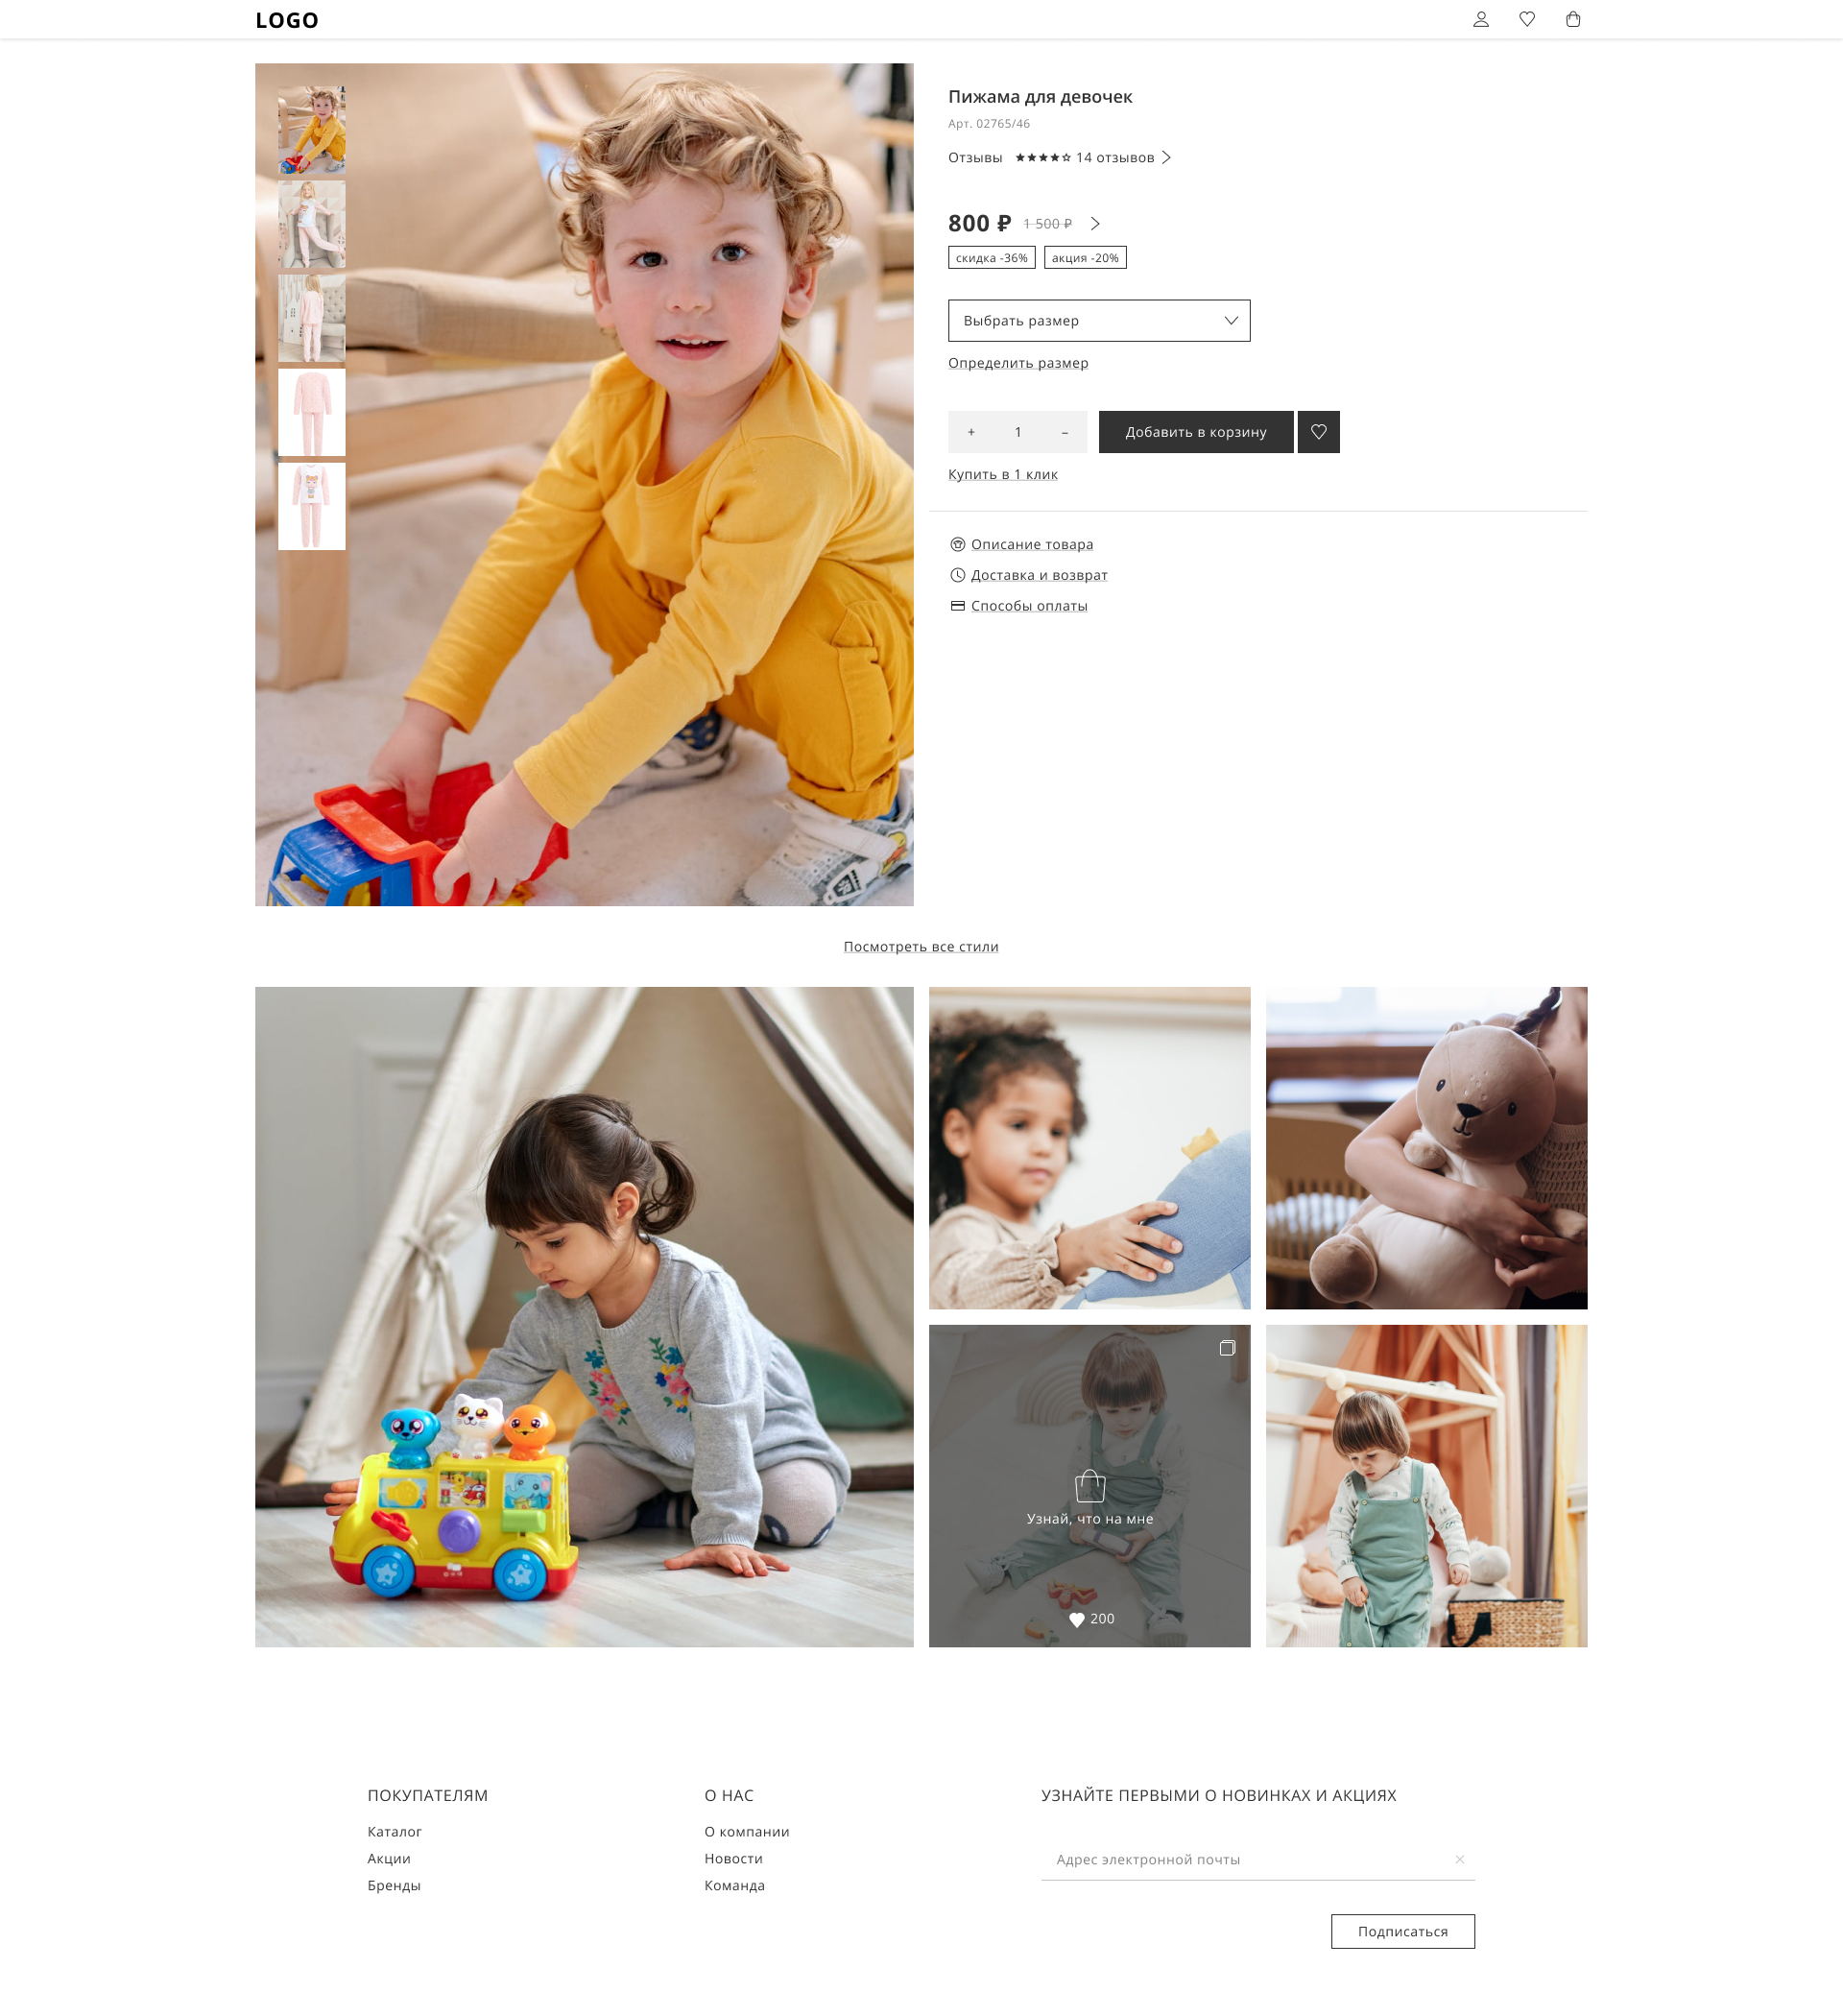 LOGO
Пижама для девочек
Арт. 02765/46
Отзывы 14 отзывов
800 ₽ 1 500 ₽
скидка -36% акция -20%
Выбрать размер
Определить размер
+ 1 –
Добавить в корзину
Купить в 1 клик
Описание товара
Доставка и возврат
Способы оплаты
Посмотреть все стили
Узнай, что на мне
200
ПОКУПАТЕЛЯМ
Каталог
Акции
Бренды
О НАС
О компании
Новости
Команда
УЗНАЙТЕ ПЕРВЫМИ О НОВИНКАХ И АКЦИЯХ
Адрес электронной почты
Подписаться